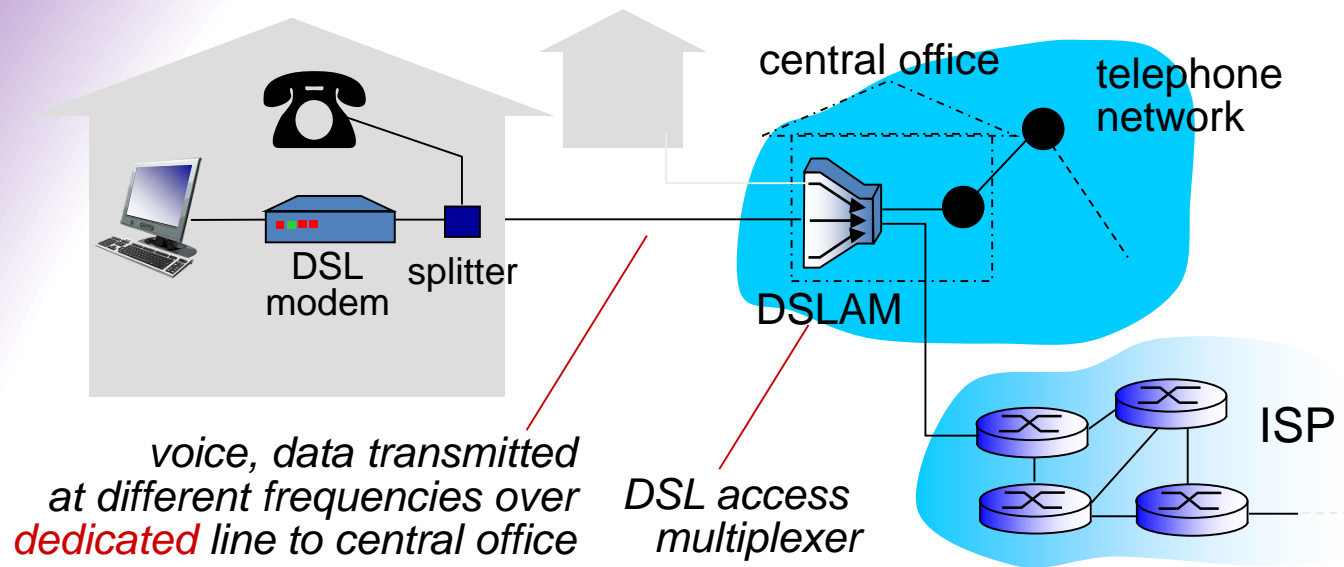 central office
telephone
network
DSL
modem
splitter
DSLAM
ISP
voice, data transmitted
at different frequencies over
dedicated line to central office
DSL access
multiplexer